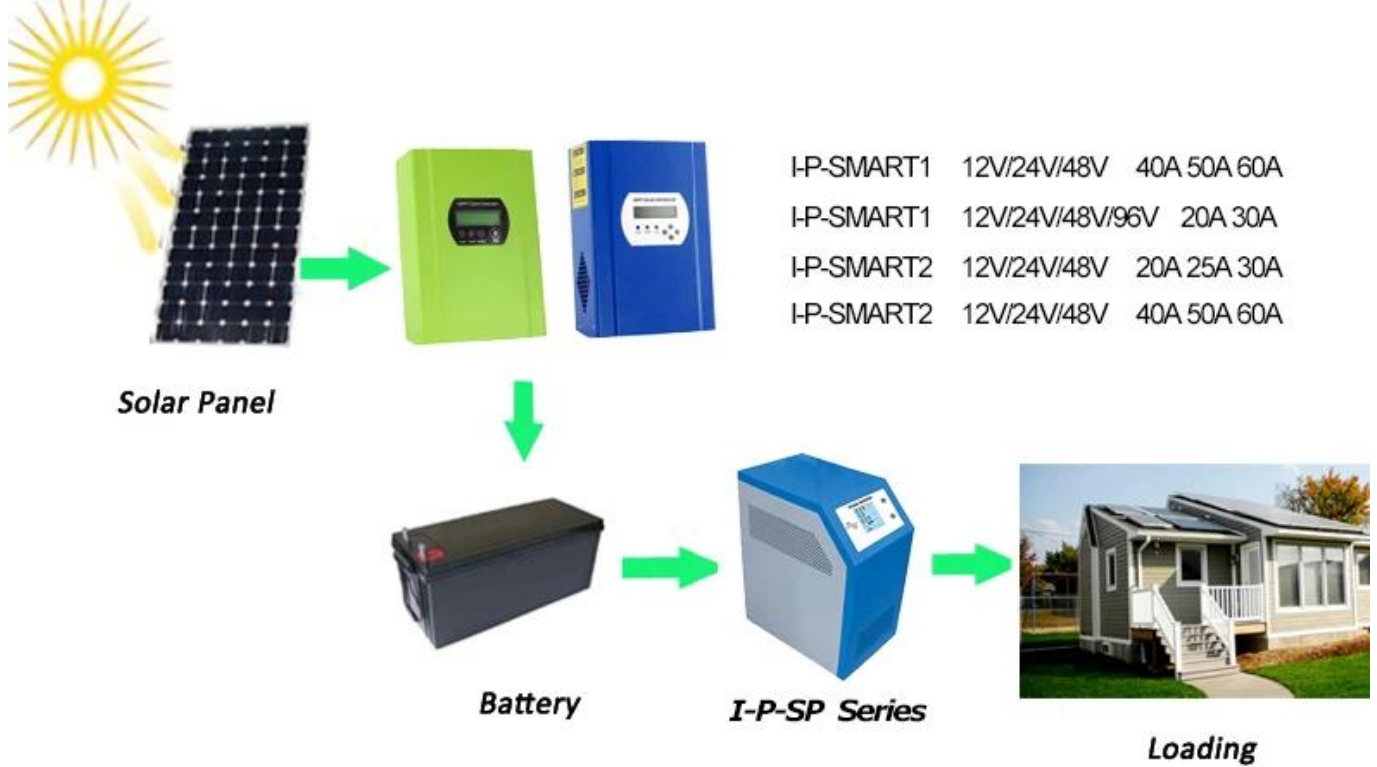 I-P-SMART1 12V/24V/48V 40A 50A 60A
I-P-SMART1 12V/24V/48V/96V 20A 30A
I-P-SMART2 12V/24V/48V 20A 25A 30A
I-P-SMART2 12V/24V/48V 40A 50A 60A
Solar Panel
Battery
I-P-SP Series
Loading